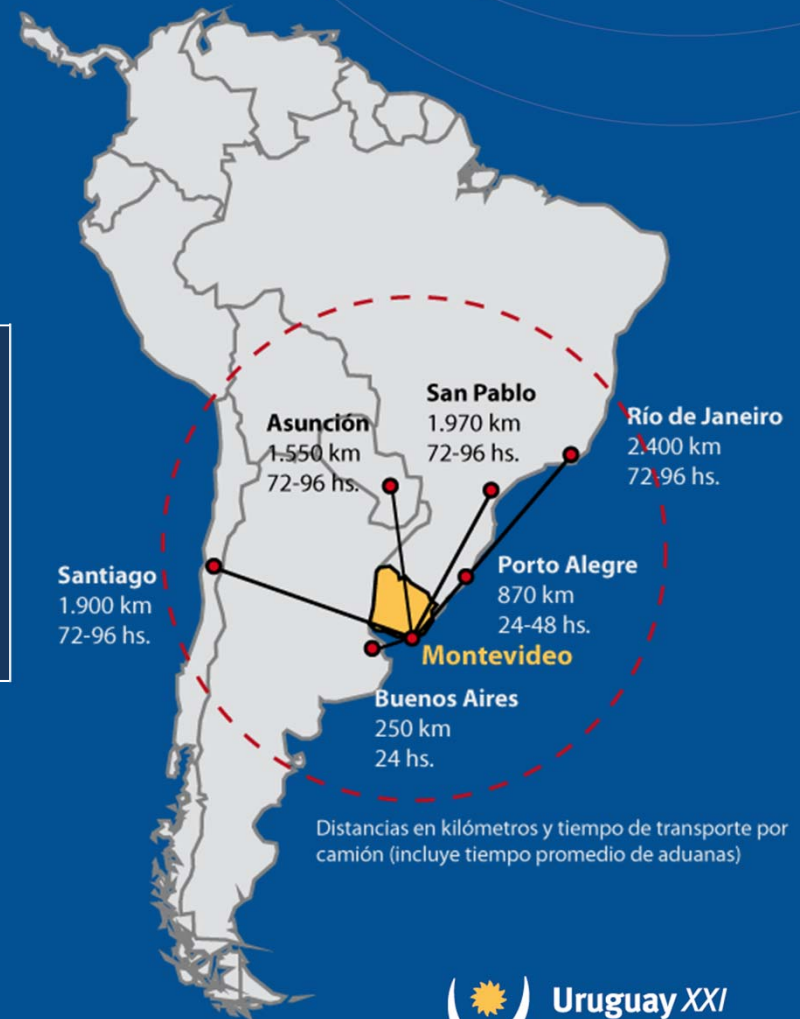 San Pablo
1.970 km
72-96 hs.
Asunción
1.550 km
72-96 hs.
Río de Janeiro
2.400 km
72-96 hs.
Santiago
1.900 km
72-96 hs.
Porto Alegre
870 km
24-48 hs.
Montevideo
Buenos Aires
250 km
24 hs.
Distancias en kilómetros y tiempo de transporte por
camión (incluye tiempo promedio de aduanas)
Uruguay XXI